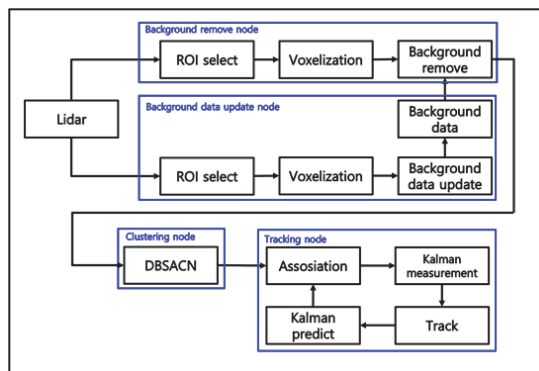 Background remove node
ROI select
Voxelization
Background
remove
Lidar
Background data update node
Background
data
ROI select
Voxelization
Background
data update
Clustering node
DBSACN
Tracking node
Assosiation
Kalman
measurement
Kalman
predict
Track